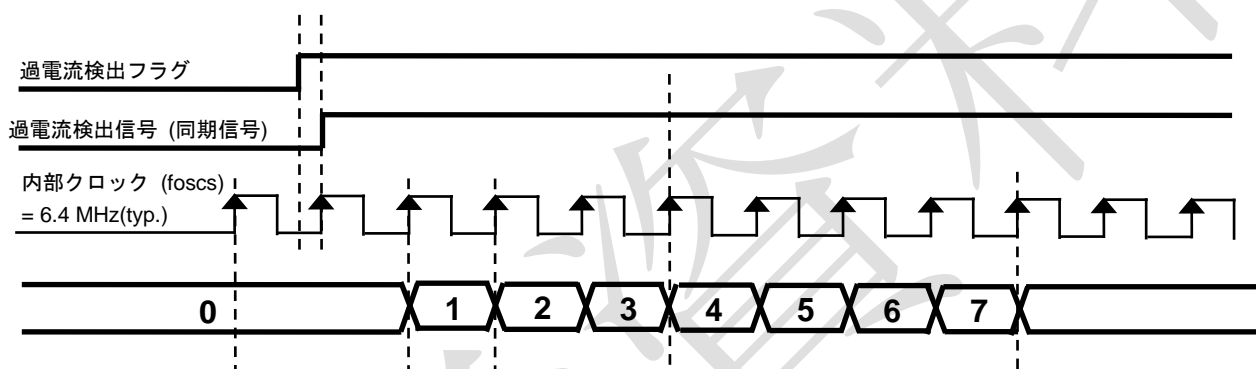 過電流検出フラグ
過電流検出信号 (同期信号)
内部クロック (foscs)
= 6.4 MHz(typ.)
0 1 2 3 4 5 6 7